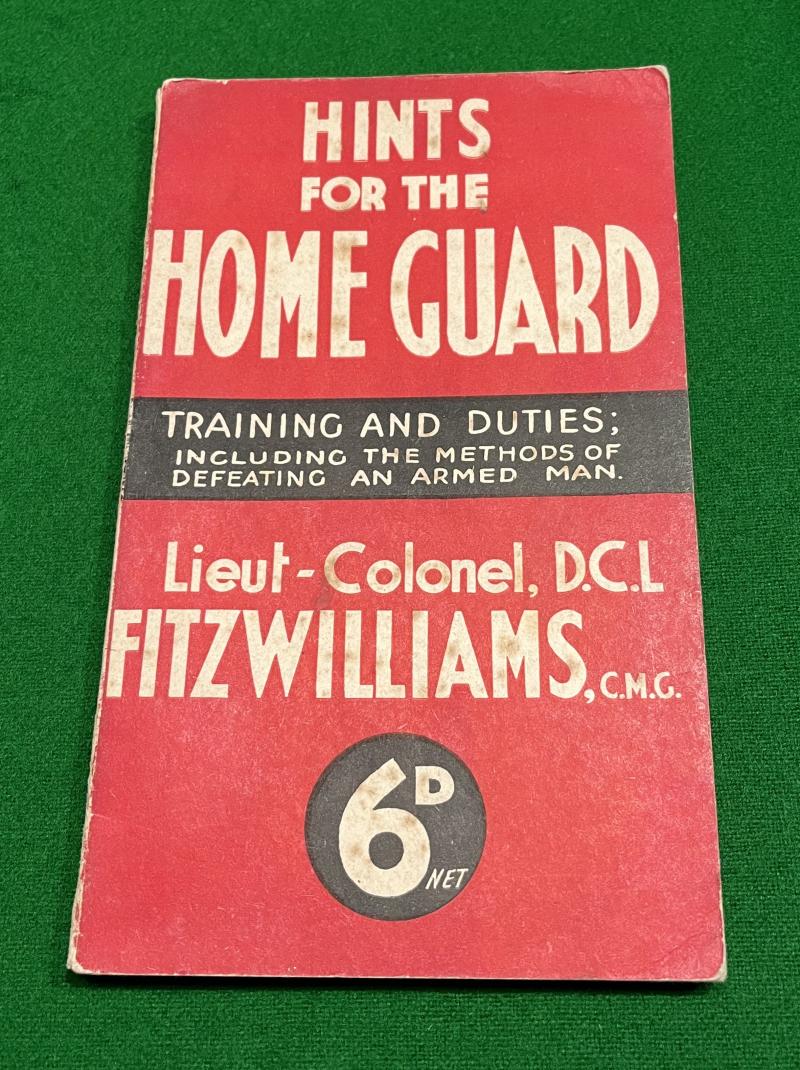 HINTS
FOR THE
HOME GUARD
TRAINING AND DUTIES;
INCLUDING THE METHODS OF
DEFEATING AN ARMED MAN.
Lieut-Colonel, D.C.L
FITZWILLIAMS, C.M.G.
6D
NET